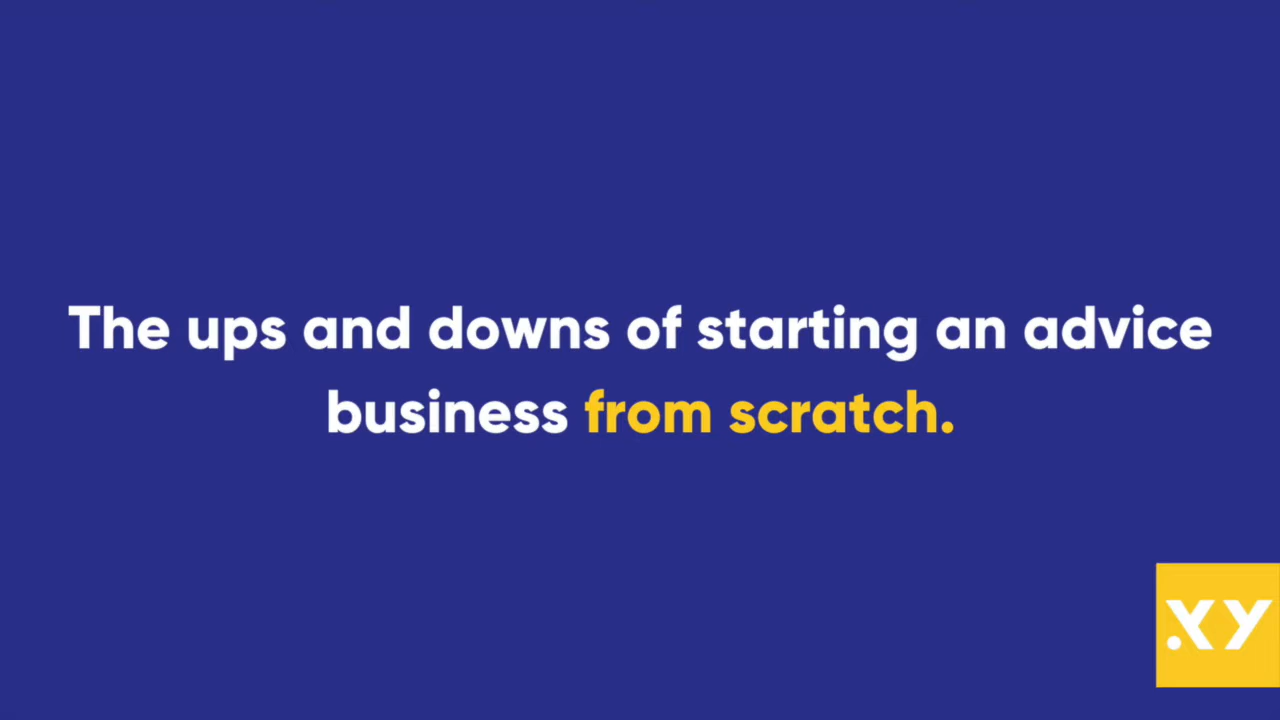 The ups and downs of starting an advice
business from scratch.
.XY